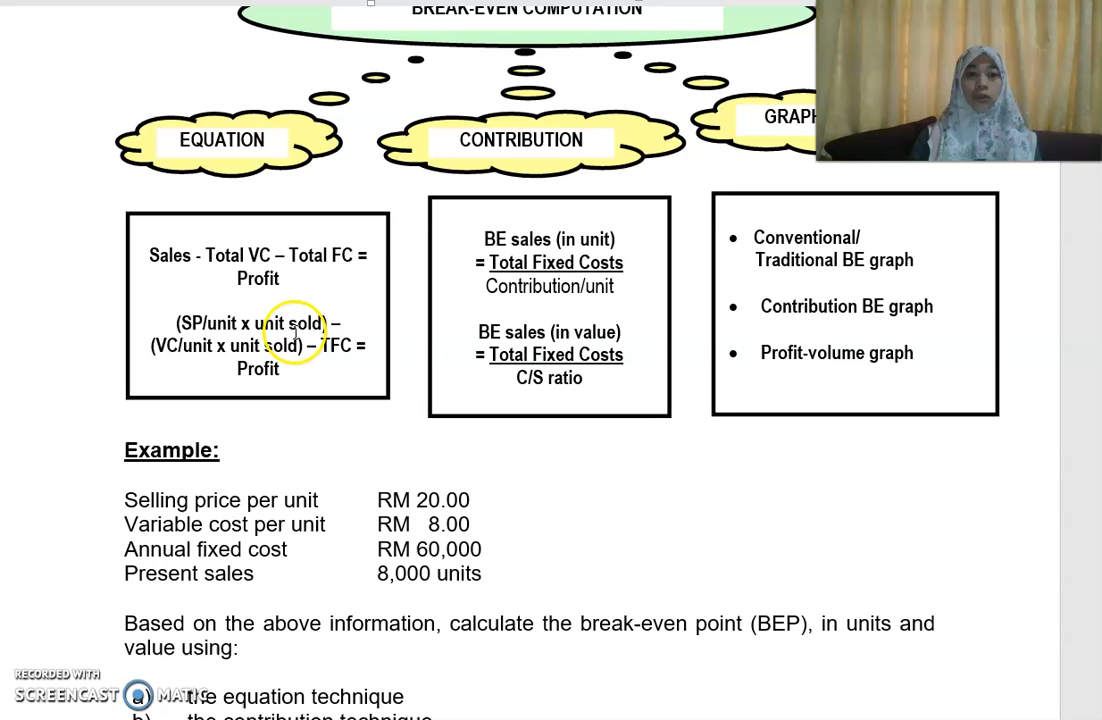 BREAK-EVEN COMPUTATION
EQUATION
CONTRIBUTION
GRAPH
Sales - Total VC – Total FC =
Profit
(SP/unit x unit sold) –
(VC/unit x unit sold) – TFC =
Profit
BE sales (in unit)
= Total Fixed Costs
Contribution/unit
BE sales (in value)
= Total Fixed Costs
C/S ratio
• Conventional/
Traditional BE graph
• Contribution BE graph
• Profit-volume graph
Example:
Selling price per unit RM 20.00
Variable cost per unit RM 8.00
Annual fixed cost RM 60,000
Present sales 8,000 units
Based on the above information, calculate the break-even point (BEP), in units and
value using:
a) the equation technique
b) the contribution technique
RECORDED WITH
SCREENCAST MATIC